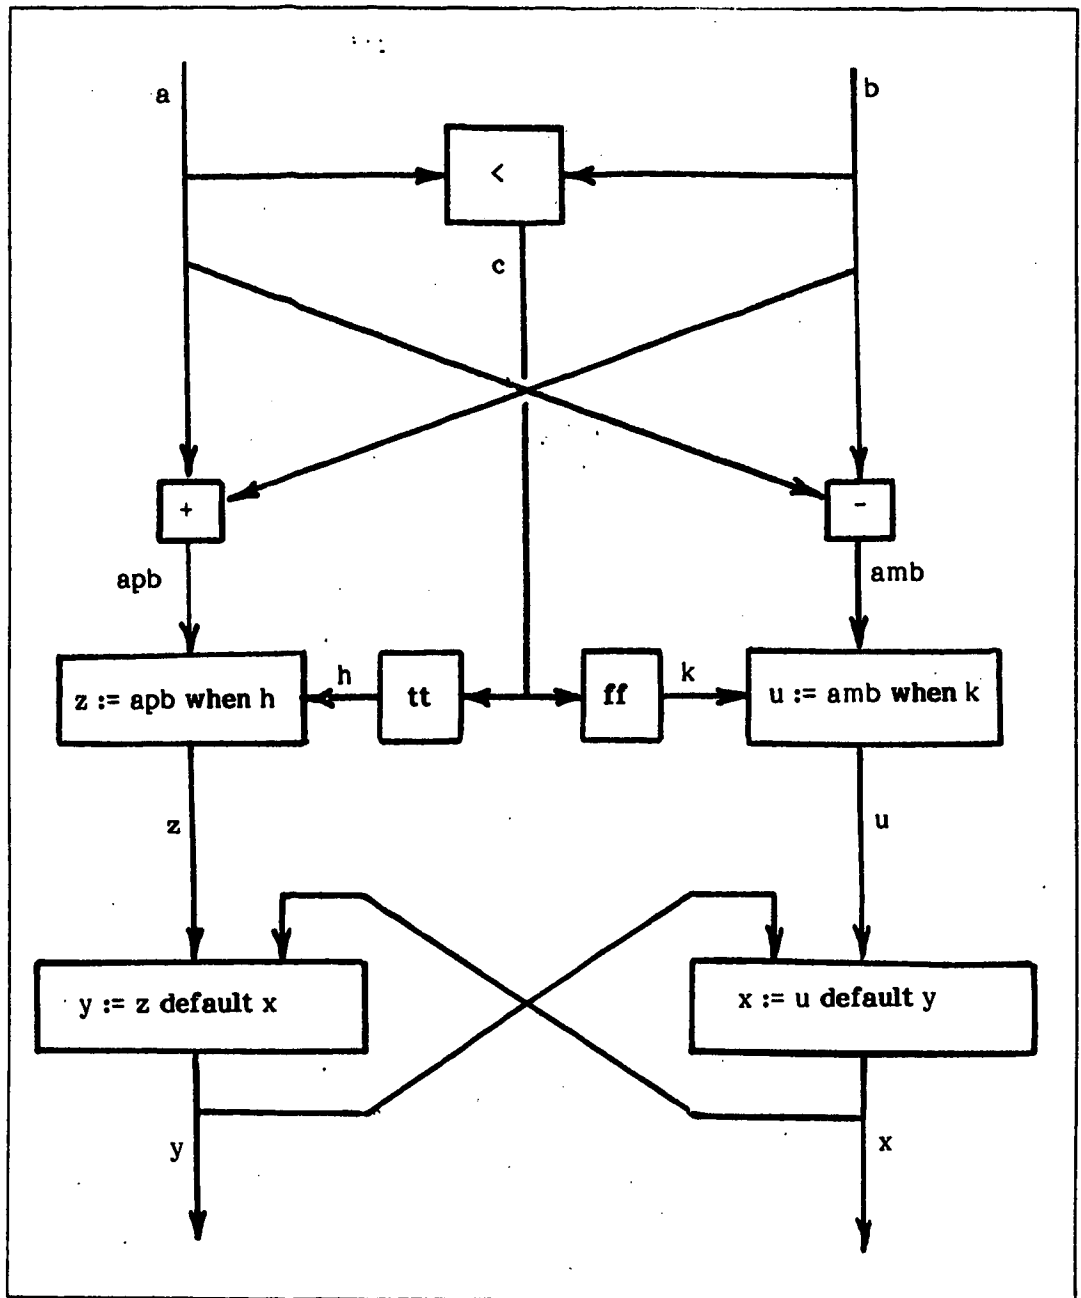 a
b
<
c
+
-
apb
amb
z := apb when h
h
tt
ff
k
u := amb when k
z
u
y := z default x
x := u default y
y
x